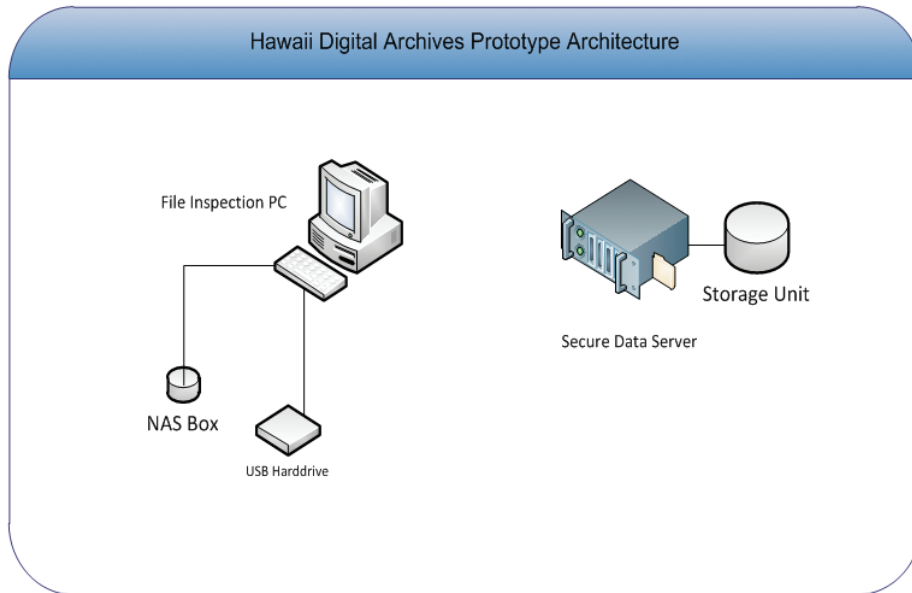 Hawaii Digital Archives Prototype Architecture
File Inspection PC
Storage Unit
Secure Data Server
NAS Box
USB Harddrive